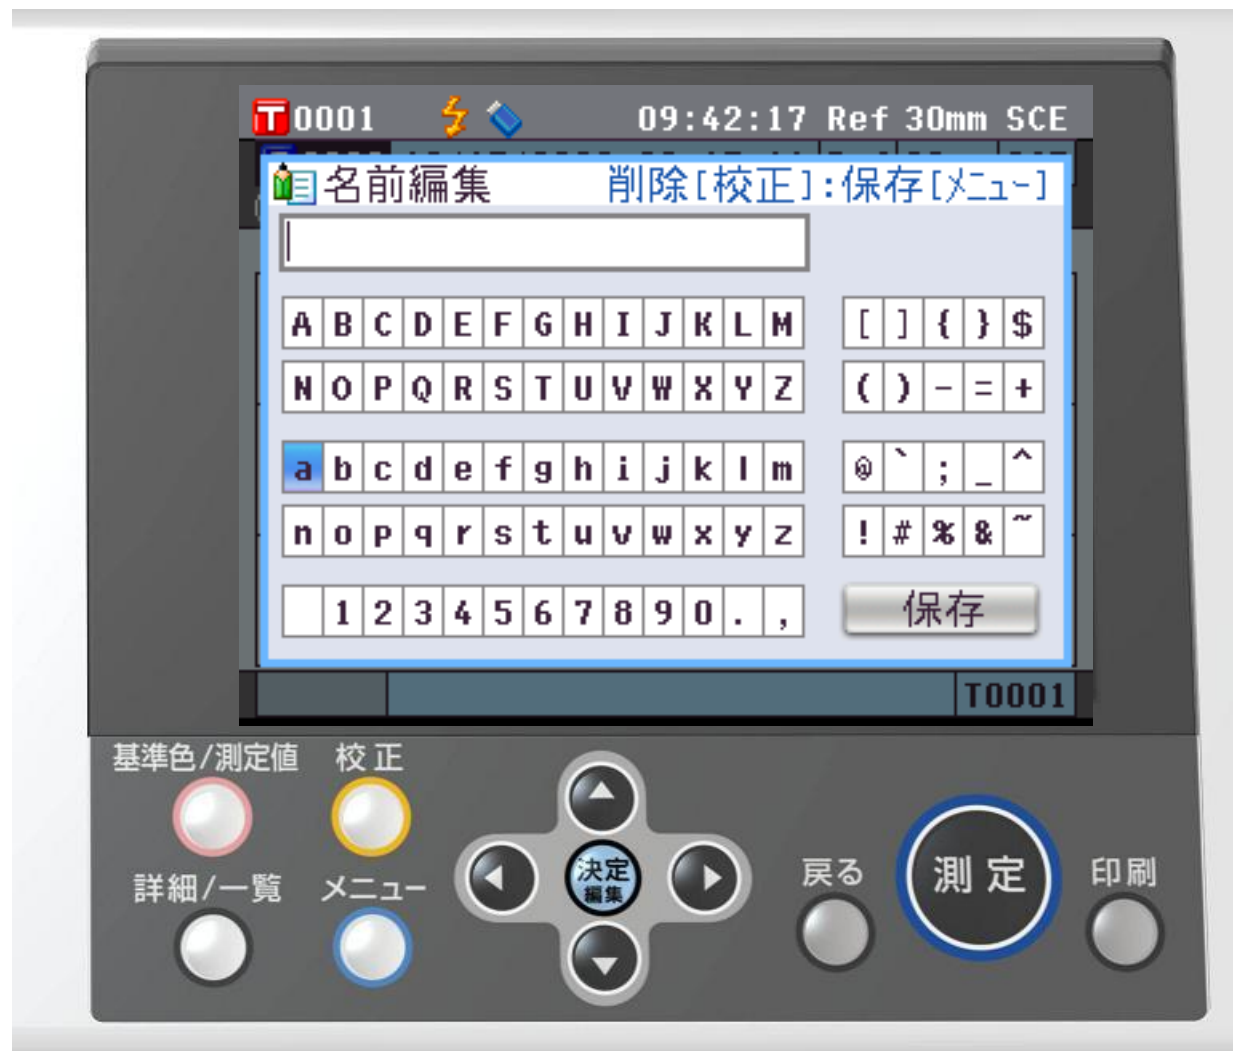 T0001 09:42:17 Ref 30mm SCE
名前編集 削除[校正]:保存[メニュー]
A B C D E F G H I J K L M [ ] { } $
N O P Q R S T U V W X Y Z ( ) - = +
a b c d e f g h i j k l m @ ` ; _ ^
n o p q r s t u v w x y z ! # % & ~
1 2 3 4 5 6 7 8 9 0 . , 保存
T0001
基準色/測定値 校正
詳細/一覧 メニュー 決定 戻る 測定 印刷
編集